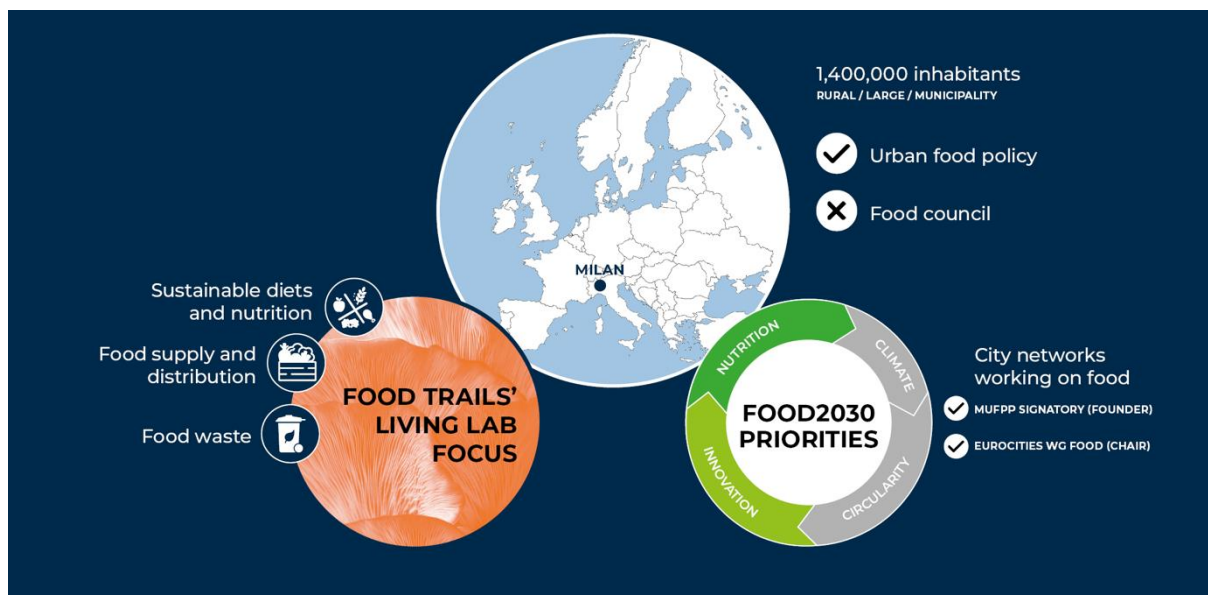 1,400,000 inhabitants
RURAL / LARGE / MUNICIPALITY
Urban food policy
Food council
MILAN
Sustainable diets
and nutrition
Food supply and
distribution
Food waste
FOOD TRAILS'
LIVING LAB
FOCUS
NUTRITION
CLIMATE
CIRCULARITY
INNOVATION
FOOD2030
PRIORITIES
City networks
working on food
MUFPP SIGNATORY (FOUNDER)
EUROCITIES WG FOOD (CHAIR)